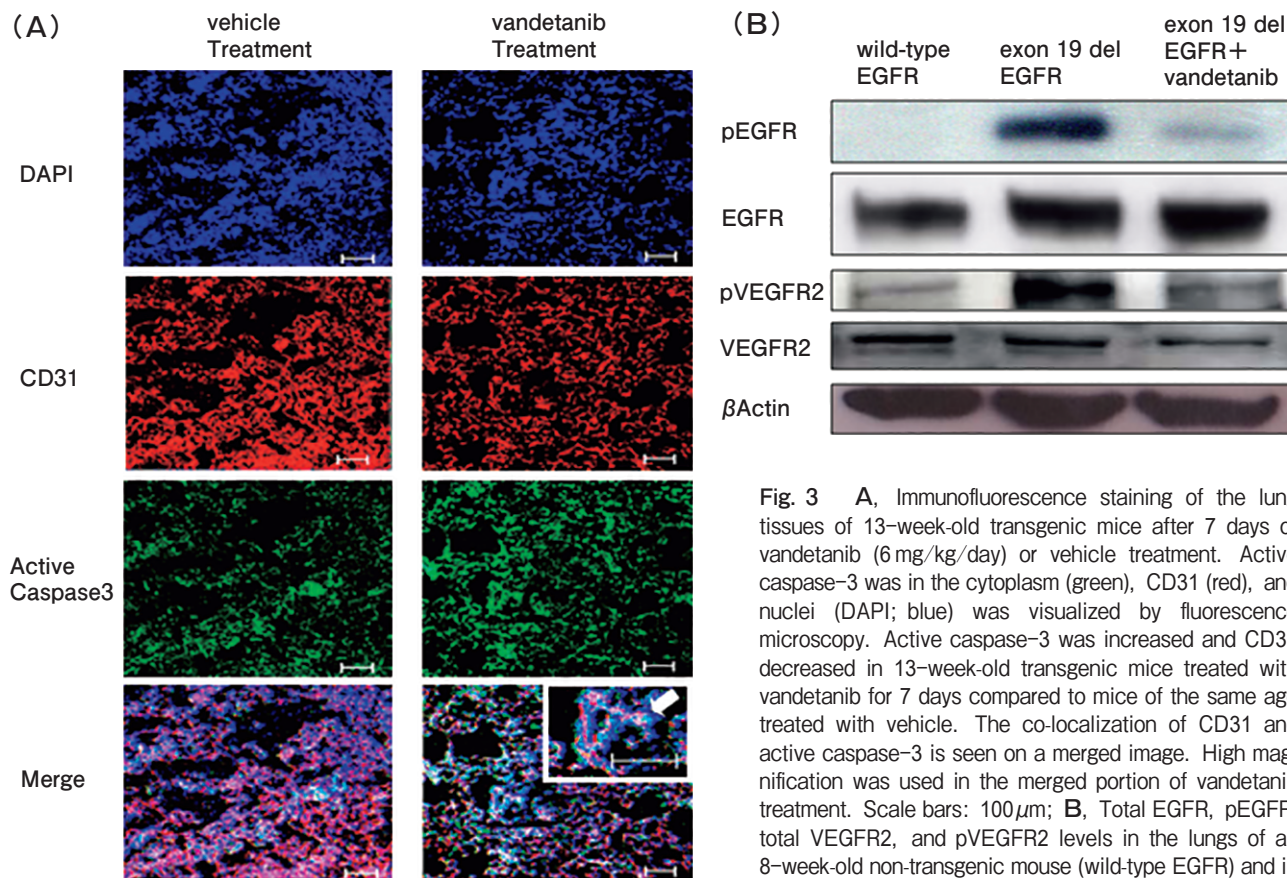 (A)
vehicle
Treatment
vandetanib
Treatment
DAPI
CD31
Active
Caspase3
Merge
(B)
wild-type
EGFR
exon 19 del
EGFR
exon 19 del
EGFR+
vandetanib
pEGFR
EGFR
pVEGFR2
VEGFR2
βActin
Fig. 3 A, Immunofluorescence staining of the lun
tissues of 13-week-old transgenic mice after 7 days o
vandetanib (6 mg/kg/day) or vehicle treatment. Activ
caspase-3 was in the cytoplasm (green), CD31 (red), an
nuclei (DAPI; blue) was visualized by fluorescenc
microscopy. Active caspase-3 was increased and CD3
decreased in 13-week-old transgenic mice treated wit
vandetanib for 7 days compared to mice of the same ag
treated with vehicle. The co-localization of CD31 an
active caspase-3 is seen on a merged image. High mag
nification was used in the merged portion of vandetani
treatment. Scale bars: 100 μm; B, Total EGFR, pEGFR
total VEGFR2, and pVEGFR2 levels in the lungs of a
8-week-old non-transgenic mouse (wild-type EGFR) and i